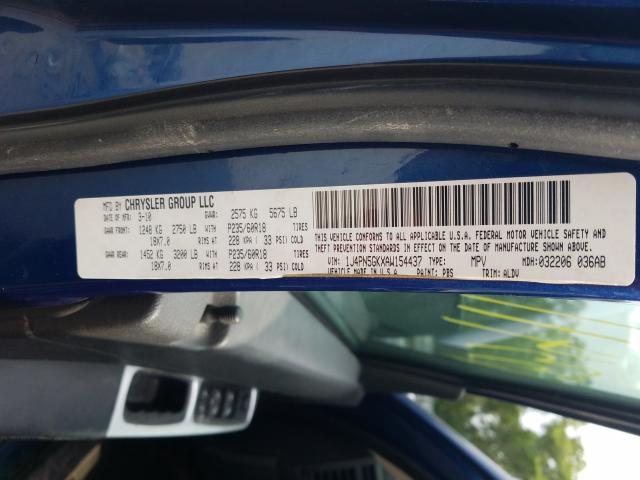 MFD BY CHRYSLER GROUP LLC
DATE OF MFR 3-10 GVWR: 2575 KG 5675 LB
GAWR FRONT: 1248 KG 2750 LB WITH P235/60R18 TIRES
18X7.0 RIMS AT 228 KPA ( 33 PSI) COLD
GAWR REAR: 1452 KG 3200 LB WITH P235/60R18 TIRES
18X7.0 RIMS AT 228 KPA ( 33 PSI) COLD
THIS VEHICLE CONFORMS TO ALL APPLICABLE U.S.A. FEDERAL MOTOR VEHICLE SAFETY AND
THEFT PREVENTION STANDARDS IN EFFECT ON THE DATE OF MANUFACTURE SHOWN ABOVE.
VIN: 1J4PN5GKXAW154437 TYPE: MPV MDH: 032206 036AB
PAINT: PBS TRIM: ALDV